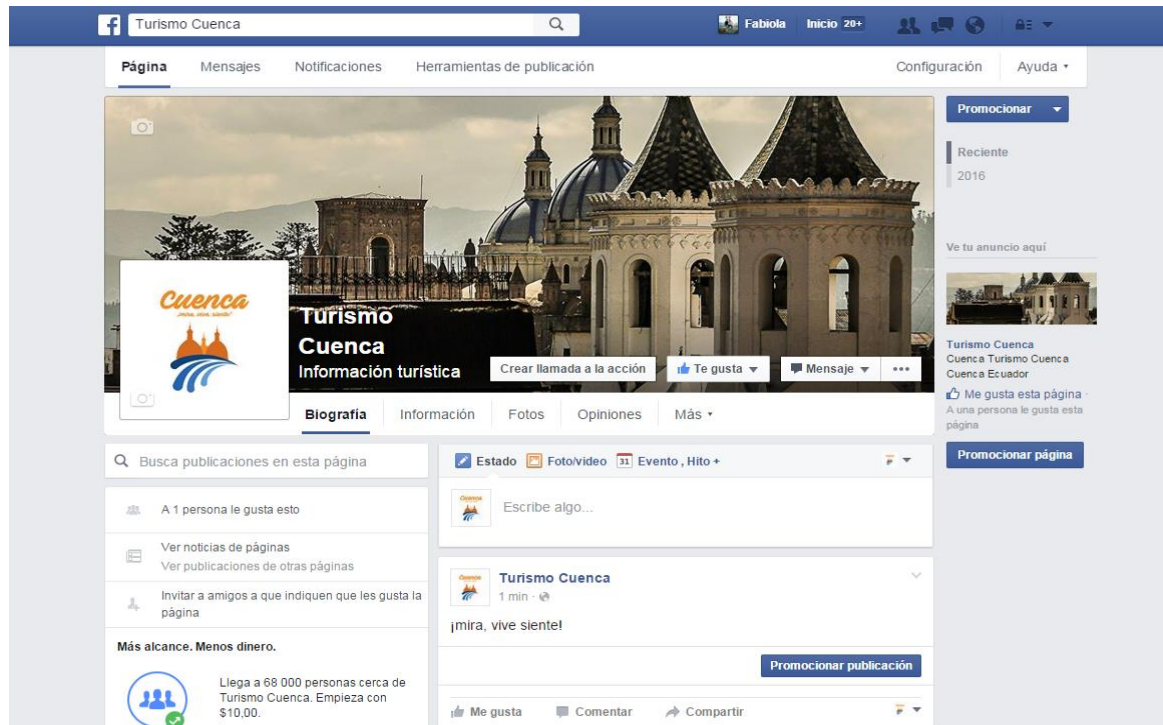 Turismo Cuenca
Fabiola
Inicio 20+
Página
Mensajes
Notificaciones
Herramientas de publicación
Configuración
Ayuda
Promocionar
Reciente
2016
Cuenca
¡mira, vive, siente!
Turismo
Cuenca
Información turística
Crear llamada a la acción
Te gusta
Mensaje
Biografía
Información
Fotos
Opiniones
Más
Ve tu anuncio aquí
Turismo Cuenca
Cuenca Turismo Cuenca
Cuenca Ecuador
Me gusta esta página ·
A una persona le gusta esta
página
Promocionar página
Busca publicaciones en esta página
A 1 persona le gusta esto
Ver noticias de páginas
Ver publicaciones de otras páginas
Invitar a amigos a que indiquen que les gusta la
página
Más alcance. Menos dinero.
Llega a 68 000 personas cerca de
Turismo Cuenca. Empieza con
$10,00.
Estado
Foto/video
31 Evento , Hito +
Cuenca
Escribe algo...
Cuenca
Turismo Cuenca
1 min ·
¡mira, vive siente!
Promocionar publicación
Me gusta
Comentar
Compartir